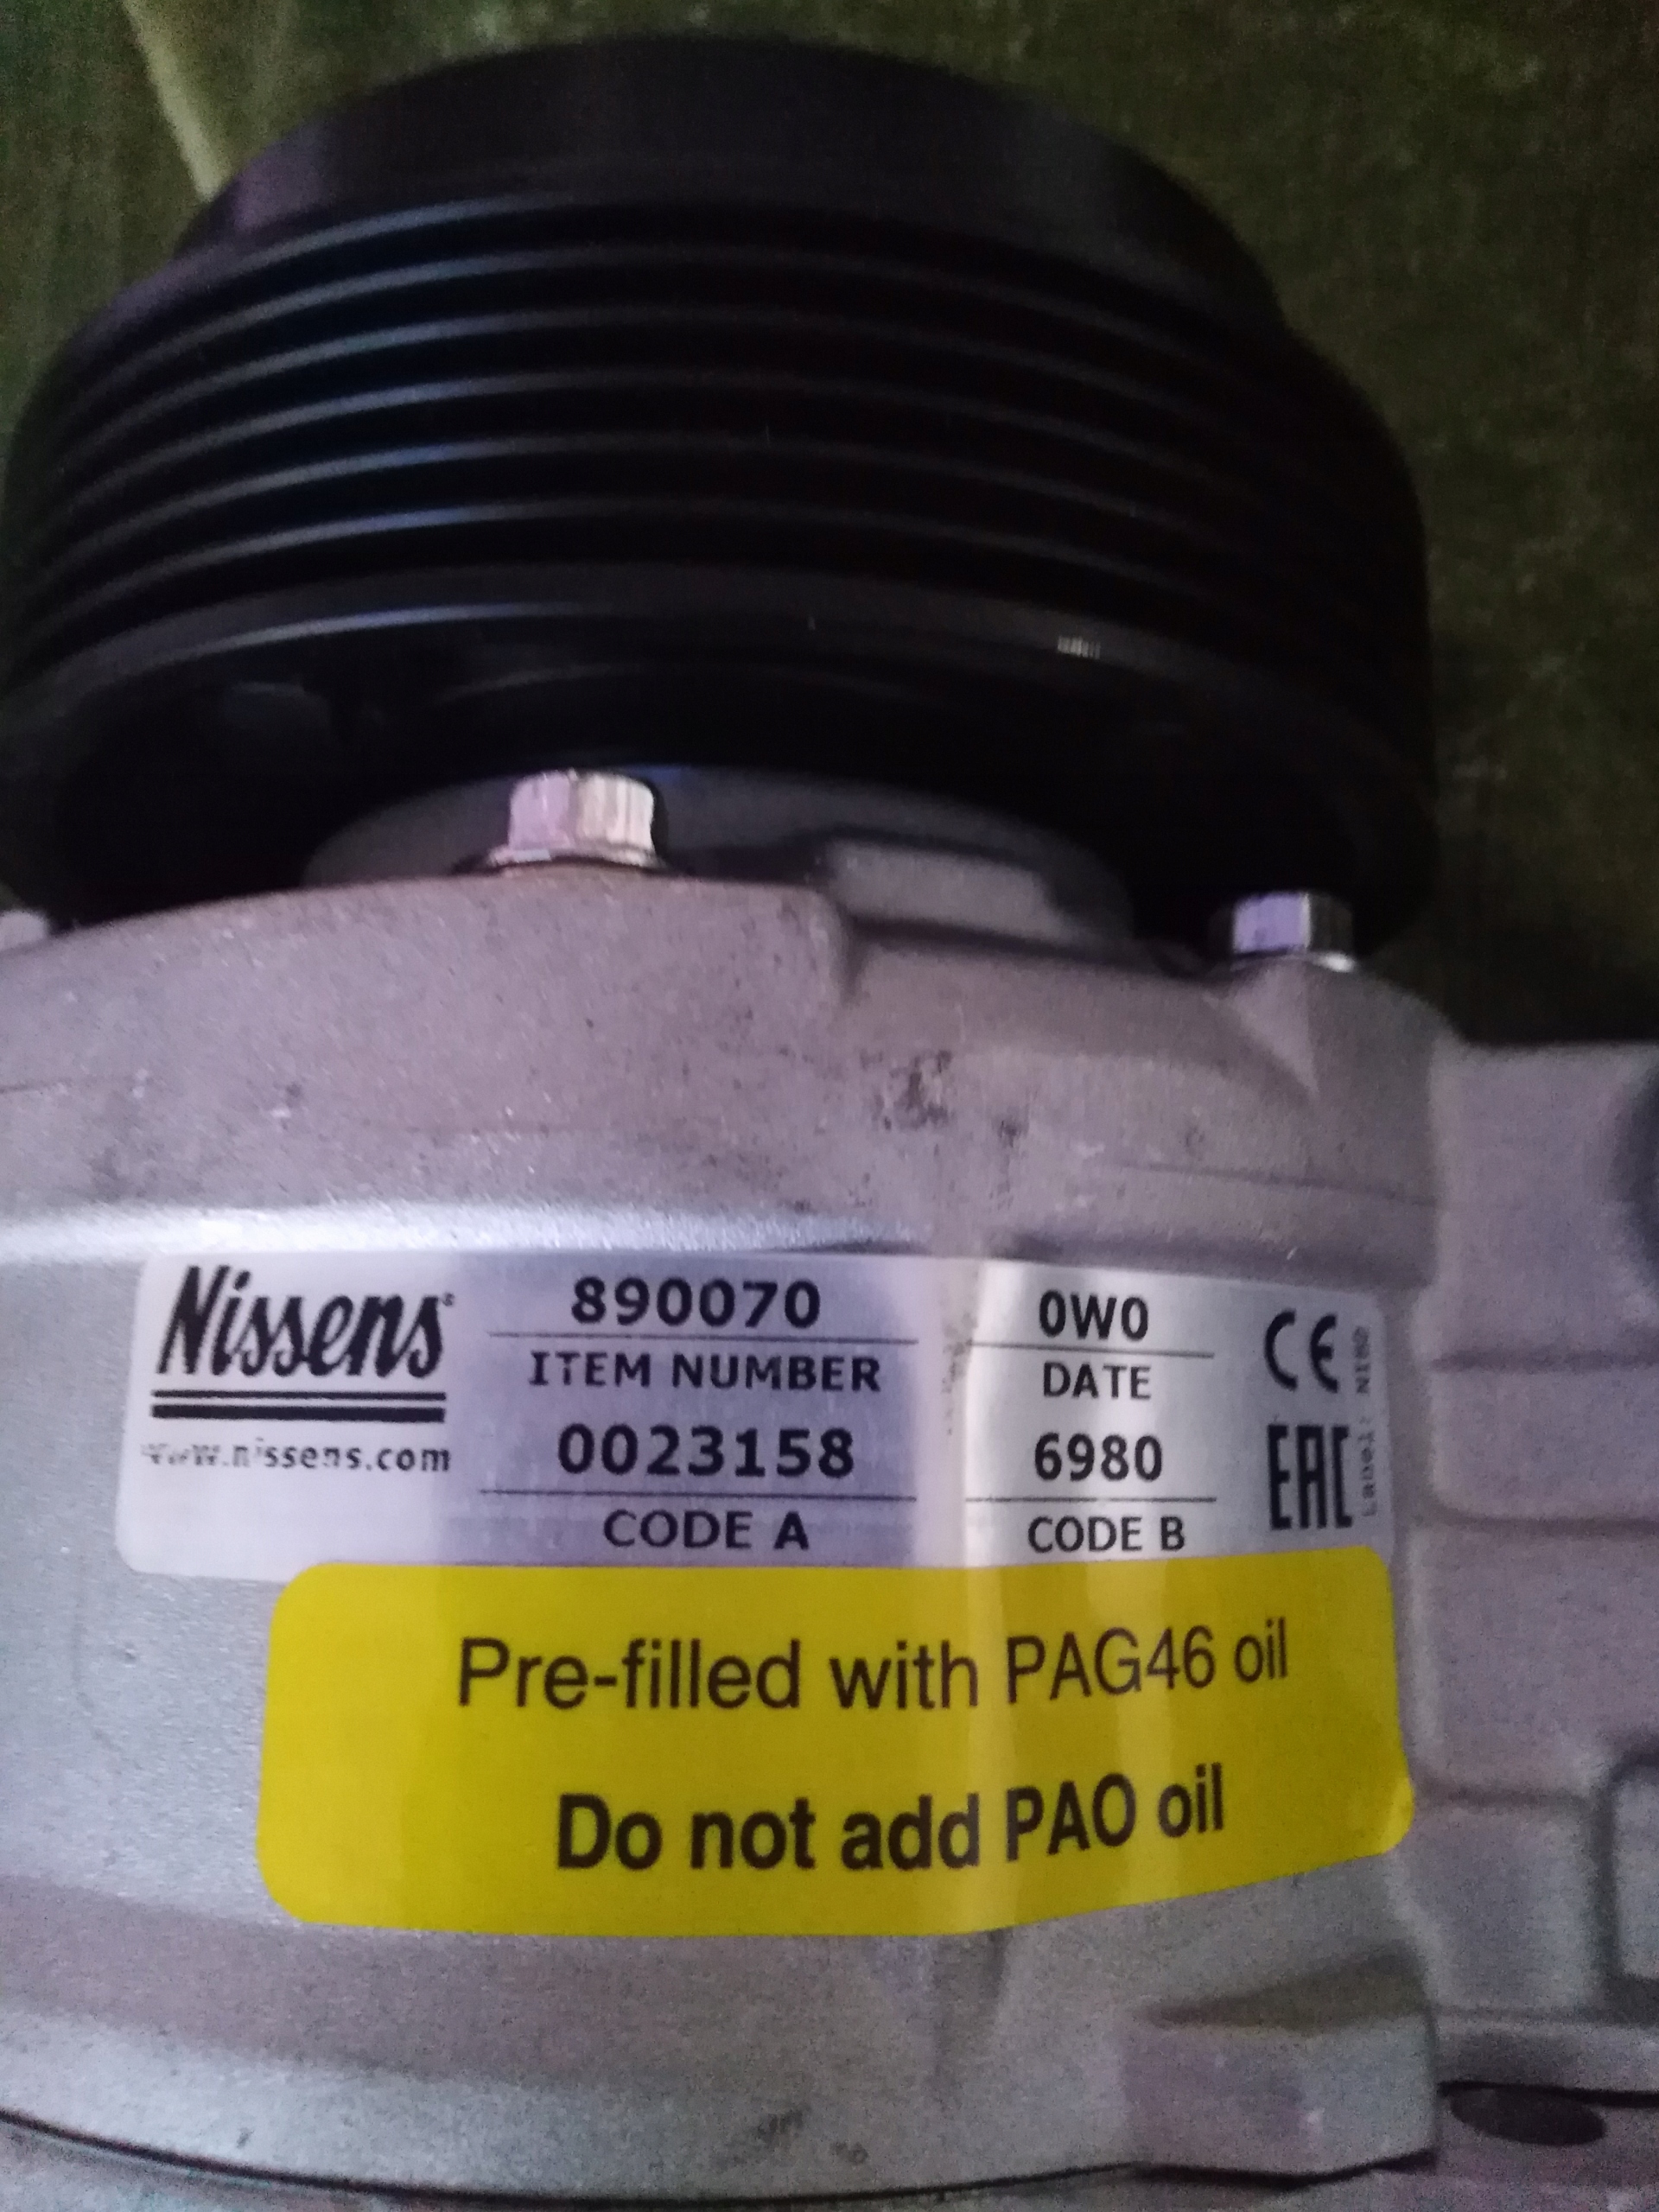 Nissens®
www.nissens.com
890070
ITEM NUMBER
0023158
CODE A
0W0
DATE
6980
CODE B
CE
EAC
Pre-filled with PAG46 oil
Do not add PAO oil